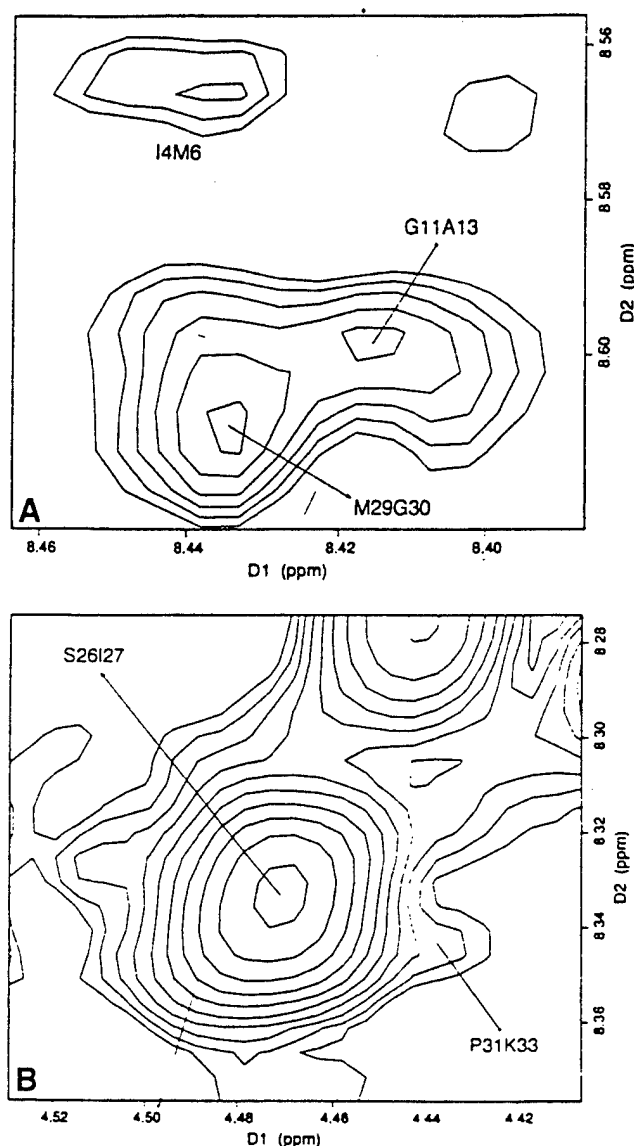 8.56
I4M6
8.58
G11A13
D2 (ppm)
8.60
A
M29G30
8.46
8.44
8.42
8.40
D1 (ppm)
S26I27
8.28
8.30
8.32
D2 (ppm)
8.34
8.36
P31K33
B
4.52
4.50
4.48
4.46
4.44
4.42
D1 (ppm)